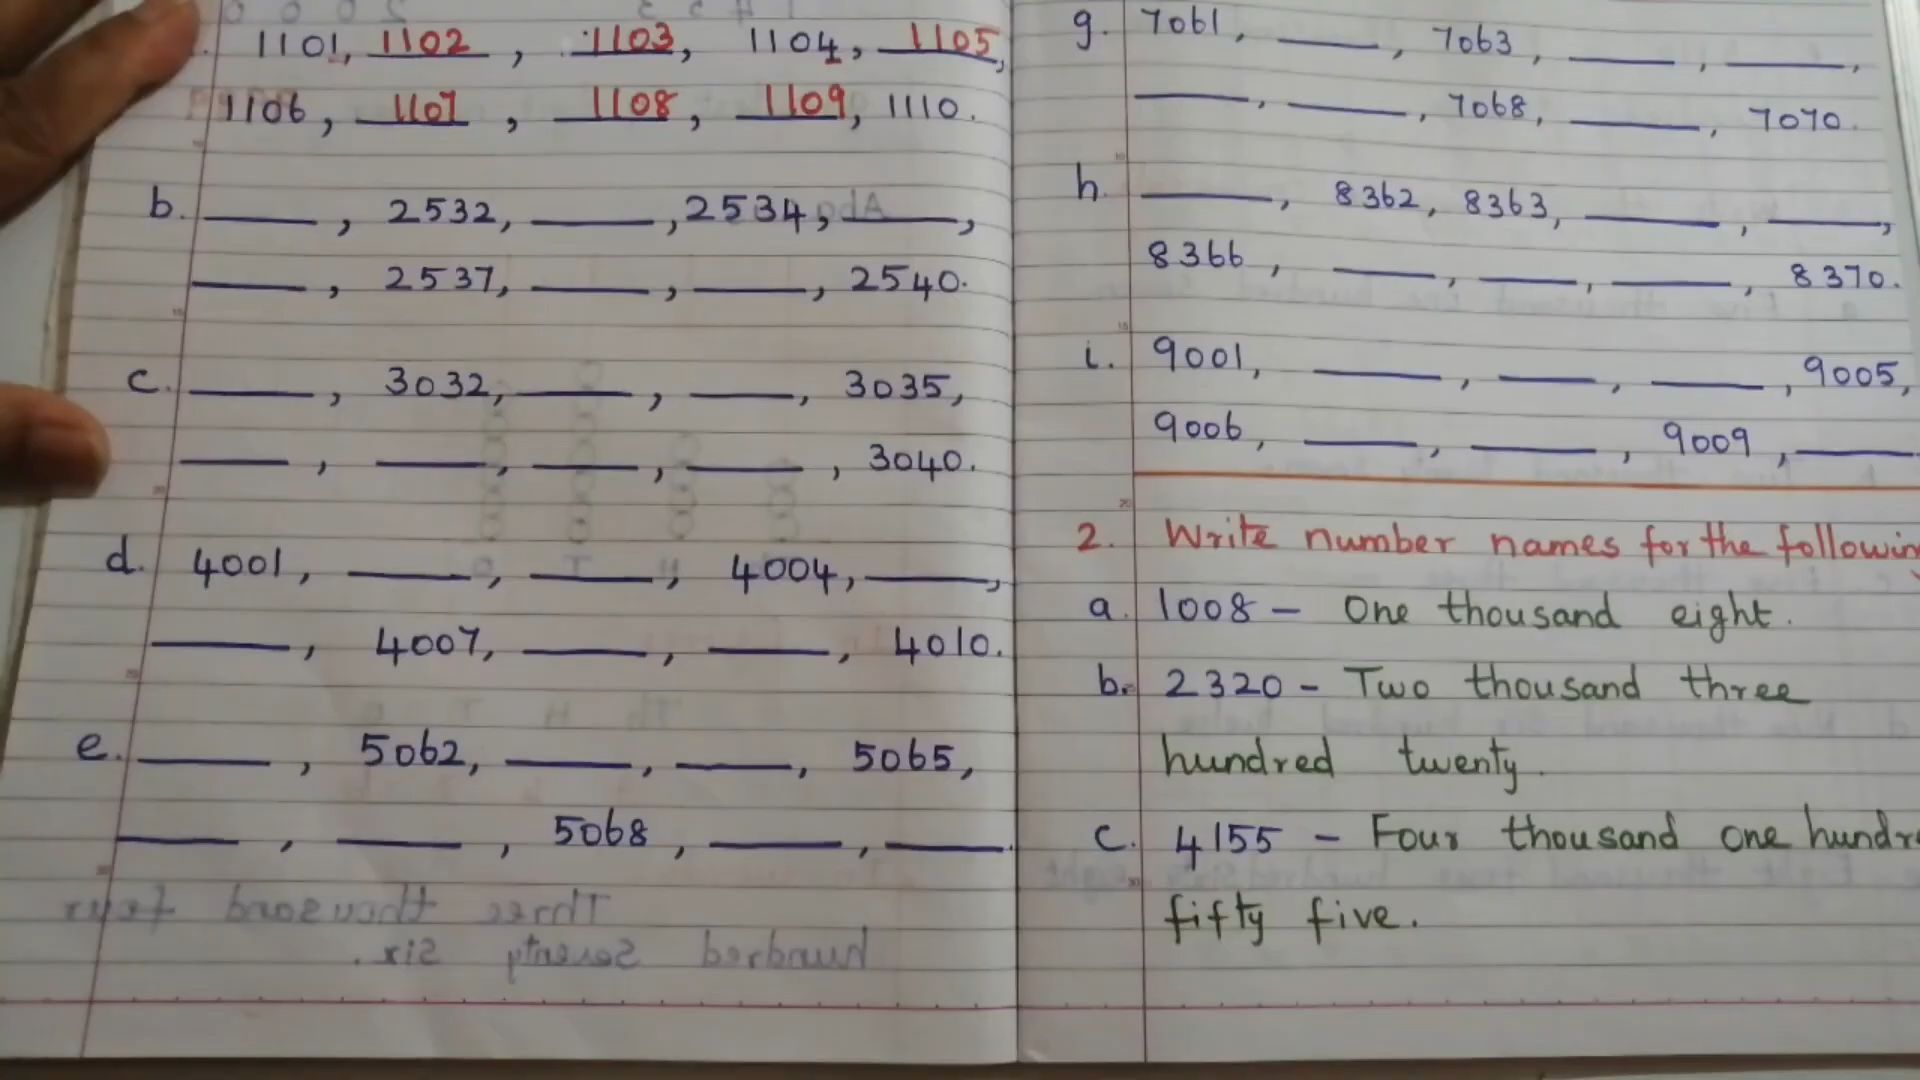 1101, 1102, 1103, 1104, 1105,
1106, 1107, 1108, 1109, 1110.
b. ____, 2532, ____, 2534, ____,
____, 2537, ____, ____, 2540.
c. ____, 3032, ____, ____, 3035,
____, ____, ____, ____, 3040.
d. 4001, ____, ____, 4004, ____,
____, 4007, ____, ____, 4010.
e. ____, 5062, ____, ____, 5065,
____, ____, 5068, ____, ____.
g. 7061, ____, 7063, ____, ____,
____, ____, 7068, ____, 7070.
h. ____, 8362, 8363, ____, ____,
8366, ____, ____, ____, 8370.
i. 9001, ____, ____, ____, 9005,
9006, ____, ____, 9009, ____
2. Write number names for the followin
a. 1008 - One thousand eight.
b. 2320 - Two thousand three
hundred twenty.
c. 4155 - Four thousand one hundr
fifty five.